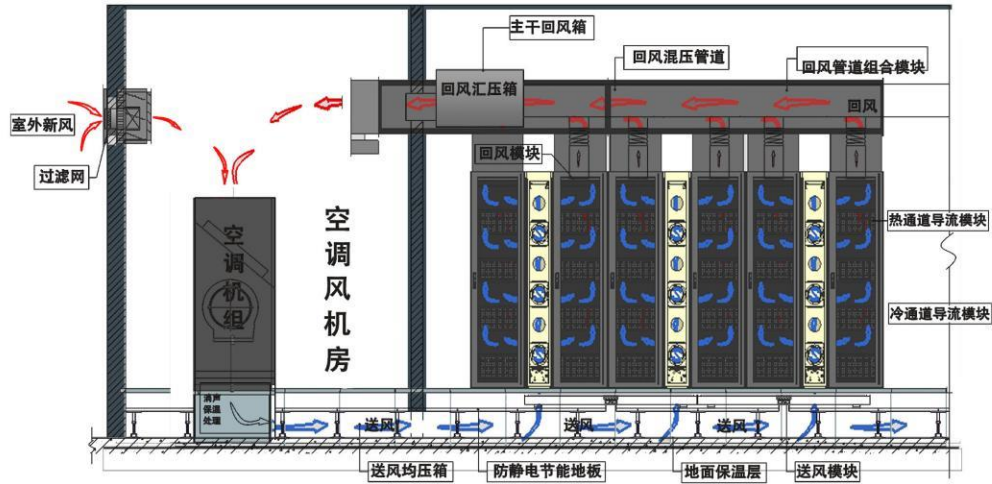 主干回风箱
回风混压管道
回风管道组合模块
回风汇压箱
回风
室外新风
过滤网
回风模块
空调机组
空调风机房
热通道导流模块
冷通道导流模块
消声
保温
处理
送风
送风
送风
送风均压箱
防静电节能地板
地面保温层
送风模块